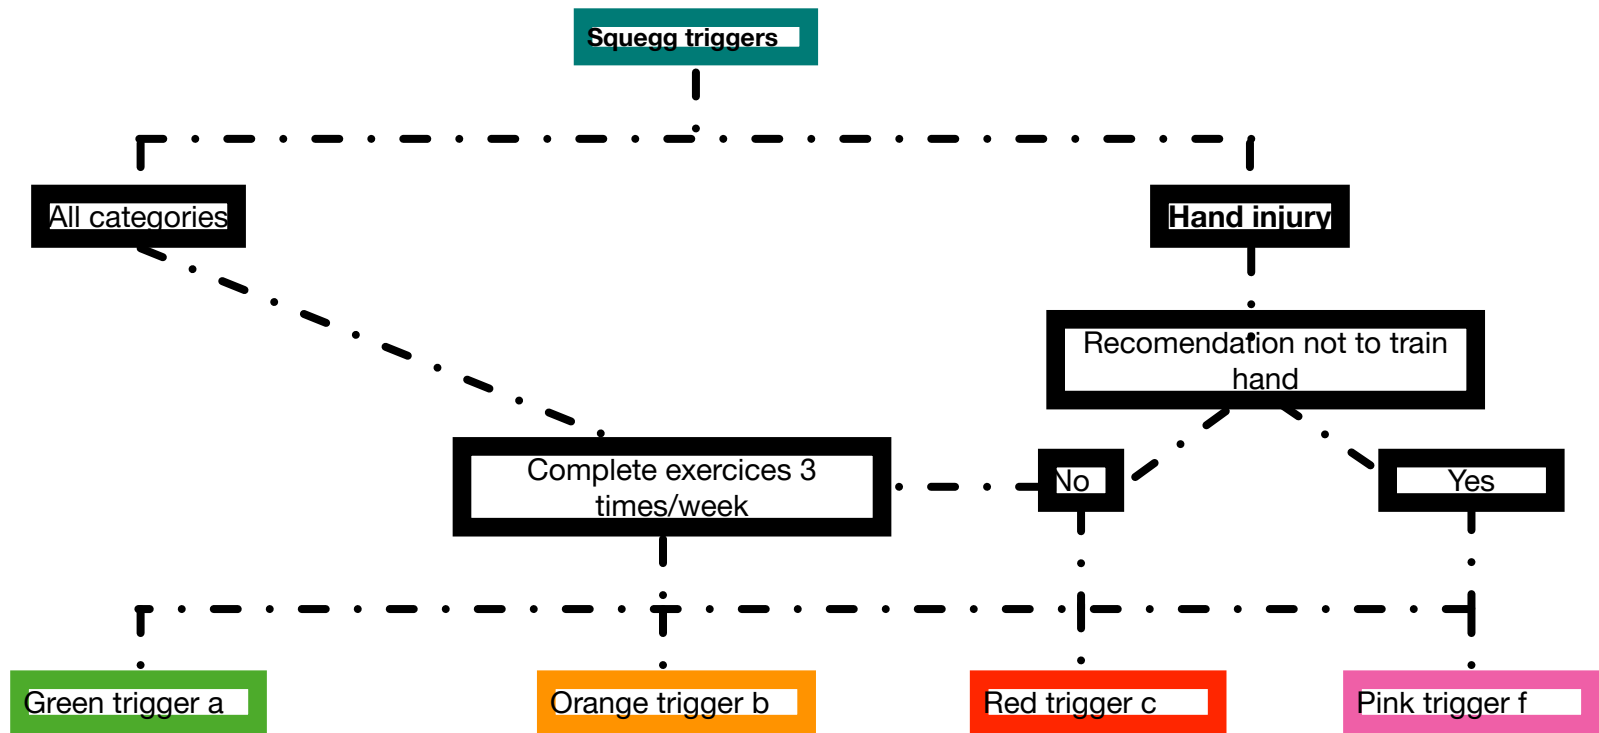 Squegg triggers
All categories
Hand injury
Recomendation not to train
hand
Complete exercices 3
times/week
No
Yes
Green trigger a
Orange trigger b
Red trigger c
Pink trigger f